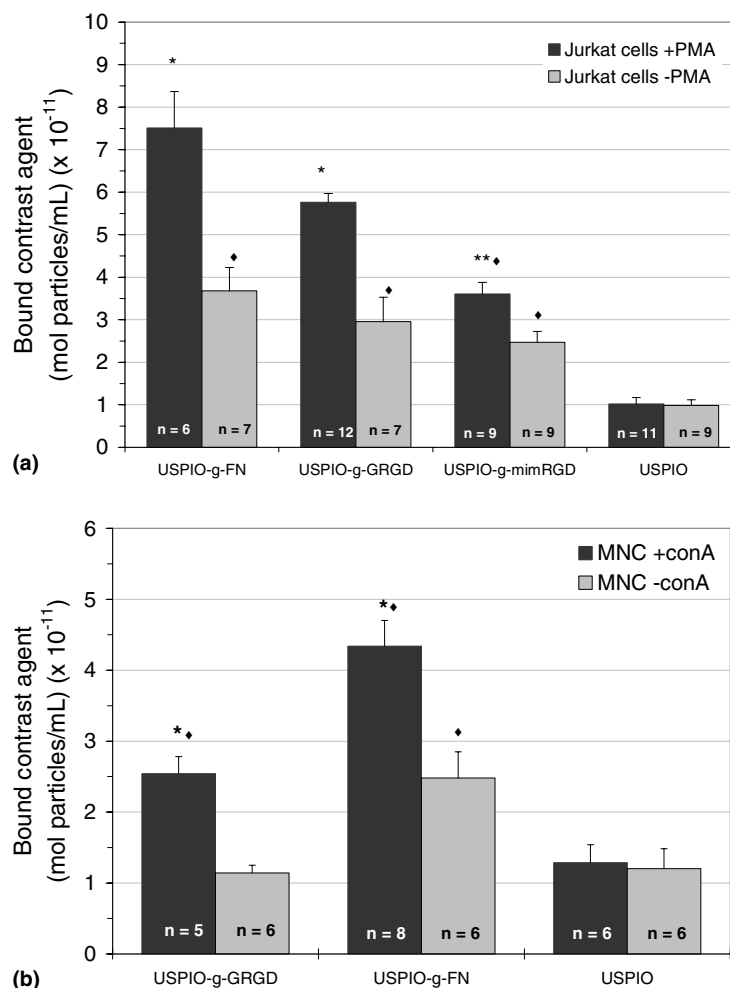 Bound contrast agent
(mol particles/mL) (x 10⁻¹¹)
10
9
8
7
6
5
4
3
2
1
0
Jurkat cells +PMA
Jurkat cells -PMA
*
♦
*
♦
**♦
♦
n = 6
n = 7
n = 12
n = 7
n = 9
n = 9
n = 11
n = 9
(a)
USPIO-g-FN
USPIO-g-GRGD
USPIO-g-mimRGD
USPIO
Bound contrast agent
(mol particles/mL) (x 10⁻¹¹)
6
5
4
3
2
1
0
MNC +conA
MNC -conA
*♦
*♦
♦
n = 5
n = 6
n = 8
n = 6
n = 6
n = 6
(b)
USPIO-g-GRGD
USPIO-g-FN
USPIO